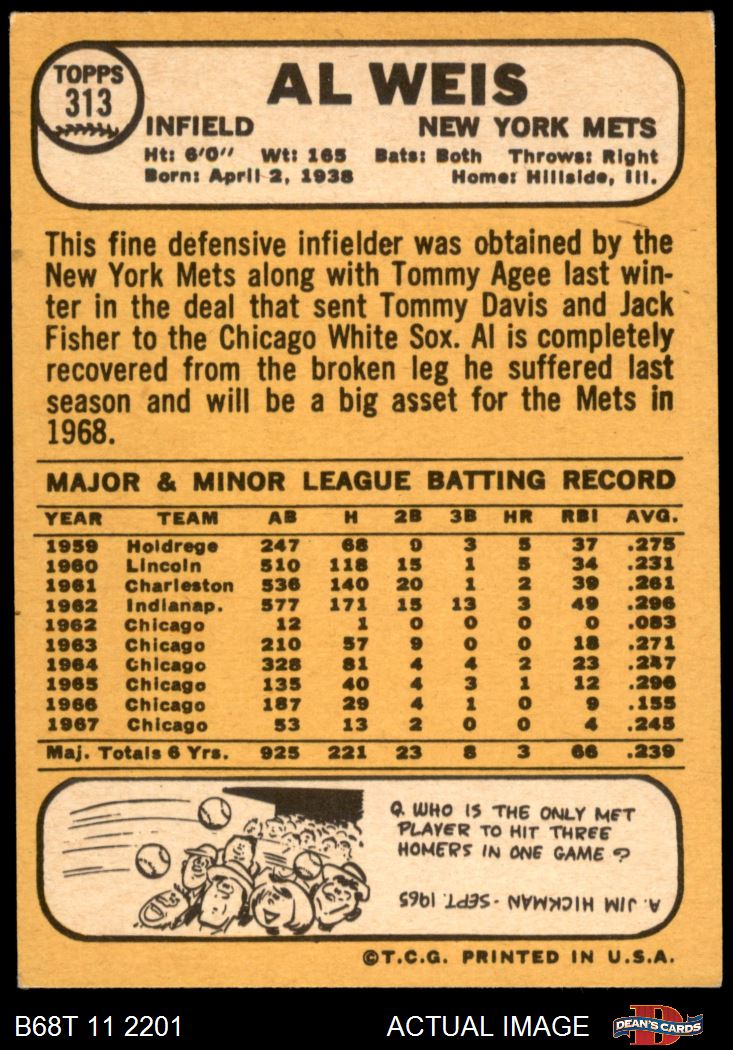 TOPPS
313
AL WEIS
INFIELD NEW YORK METS
Ht: 6'0" Wt: 165 Bats: Both Throws: Right
Born: April 2, 1938 Home: Hillside, Ill.
This fine defensive infielder was obtained by the
New York Mets along with Tommy Agee last win-
ter in the deal that sent Tommy Davis and Jack
Fisher to the Chicago White Sox. Al is completely
recovered from the broken leg he suffered last
season and will be a big asset for the Mets in
1968.
MAJOR & MINOR LEAGUE BATTING RECORD
YEAR TEAM AB H 2B 3B HR RBI AVG.
1959 Holdrege 247 68 9 3 5 37 .275
1960 Lincoln 510 118 15 1 5 34 .231
1961 Charleston 536 140 20 1 2 39 .261
1962 Indianap. 577 171 15 13 3 49 .296
1962 Chicago 12 1 0 0 0 0 .083
1963 Chicago 210 57 9 0 0 18 .271
1964 Chicago 328 81 4 4 2 23 .247
1965 Chicago 135 40 4 3 1 12 .296
1966 Chicago 187 29 4 1 0 9 .155
1967 Chicago 53 13 2 0 0 4 .245
Maj. Totals 6 Yrs. 925 221 23 8 3 66 .239
Q. WHO IS THE ONLY MET
PLAYER TO HIT THREE
HOMERS IN ONE GAME?
A. JIM HICKMAN - SEPT. 1965
©T.C.G. PRINTED IN U.S.A.
B68T 11 2201 ACTUAL IMAGE DEAN'S CARDS